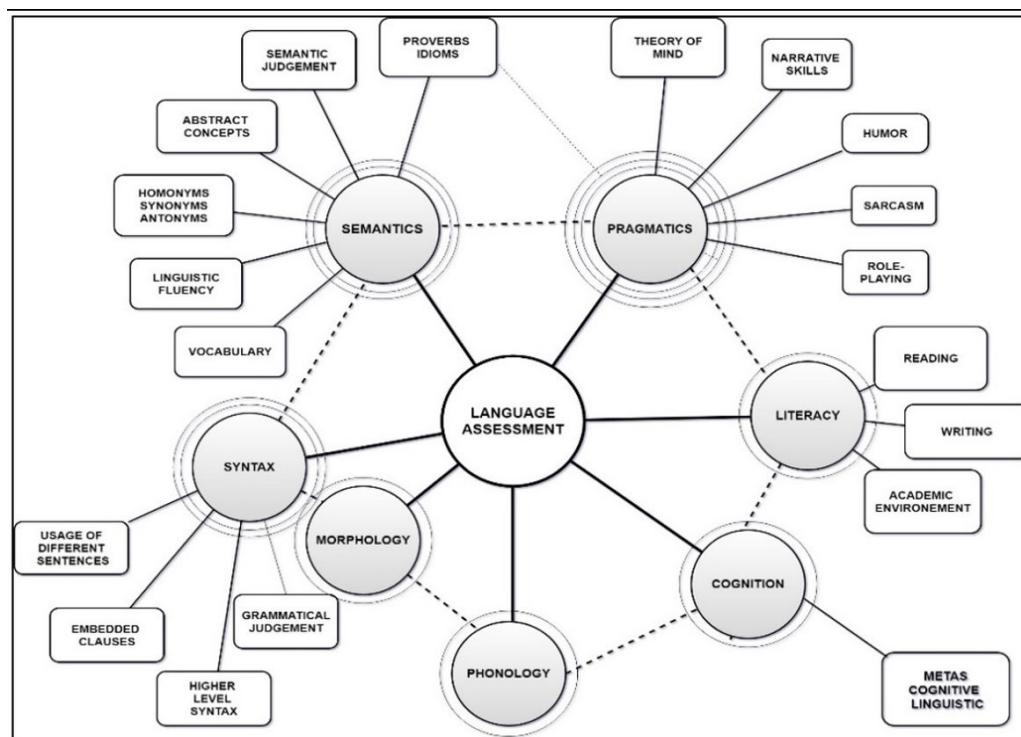 PROVERBS
IDIOMS
SEMANTIC
JUDGEMENT
ABSTRACT
CONCEPTS
HOMONYMS
SYNONYMS
ANTONYMS
LINGUISTIC
FLUENCY
VOCABULARY
SEMANTICS
THEORY OF
MIND
NARRATIVE
SKILLS
HUMOR
SARCASM
ROLE-
PLAYING
PRAGMATICS
LANGUAGE
ASSESSMENT
LITERACY
READING
WRITING
ACADEMIC
ENVIRONEMENT
SYNTAX
USAGE OF
DIFFERENT
SENTENCES
EMBEDDED
CLAUSES
HIGHER
LEVEL
SYNTAX
GRAMMATICAL
JUDGEMENT
MORPHOLOGY
PHONOLOGY
COGNITION
METAS
COGNITIVE
LINGUISTIC